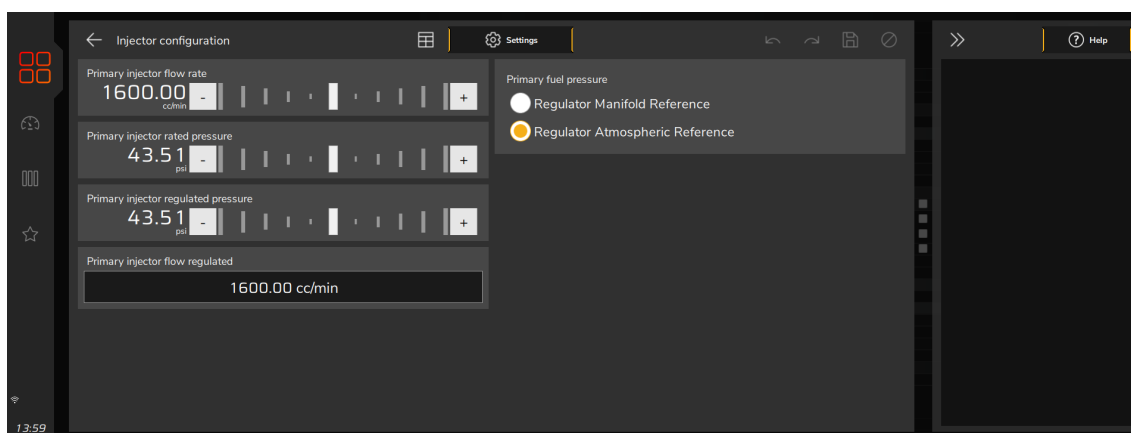 Injector configuration
Settings
Help
Primary injector flow rate
1600.00
cc/min
-
+
Primary injector rated pressure
43.51
psi
-
+
Primary injector regulated pressure
43.51
psi
-
+
Primary injector flow regulated
1600.00 cc/min
Primary fuel pressure
Regulator Manifold Reference
Regulator Atmospheric Reference
13:59